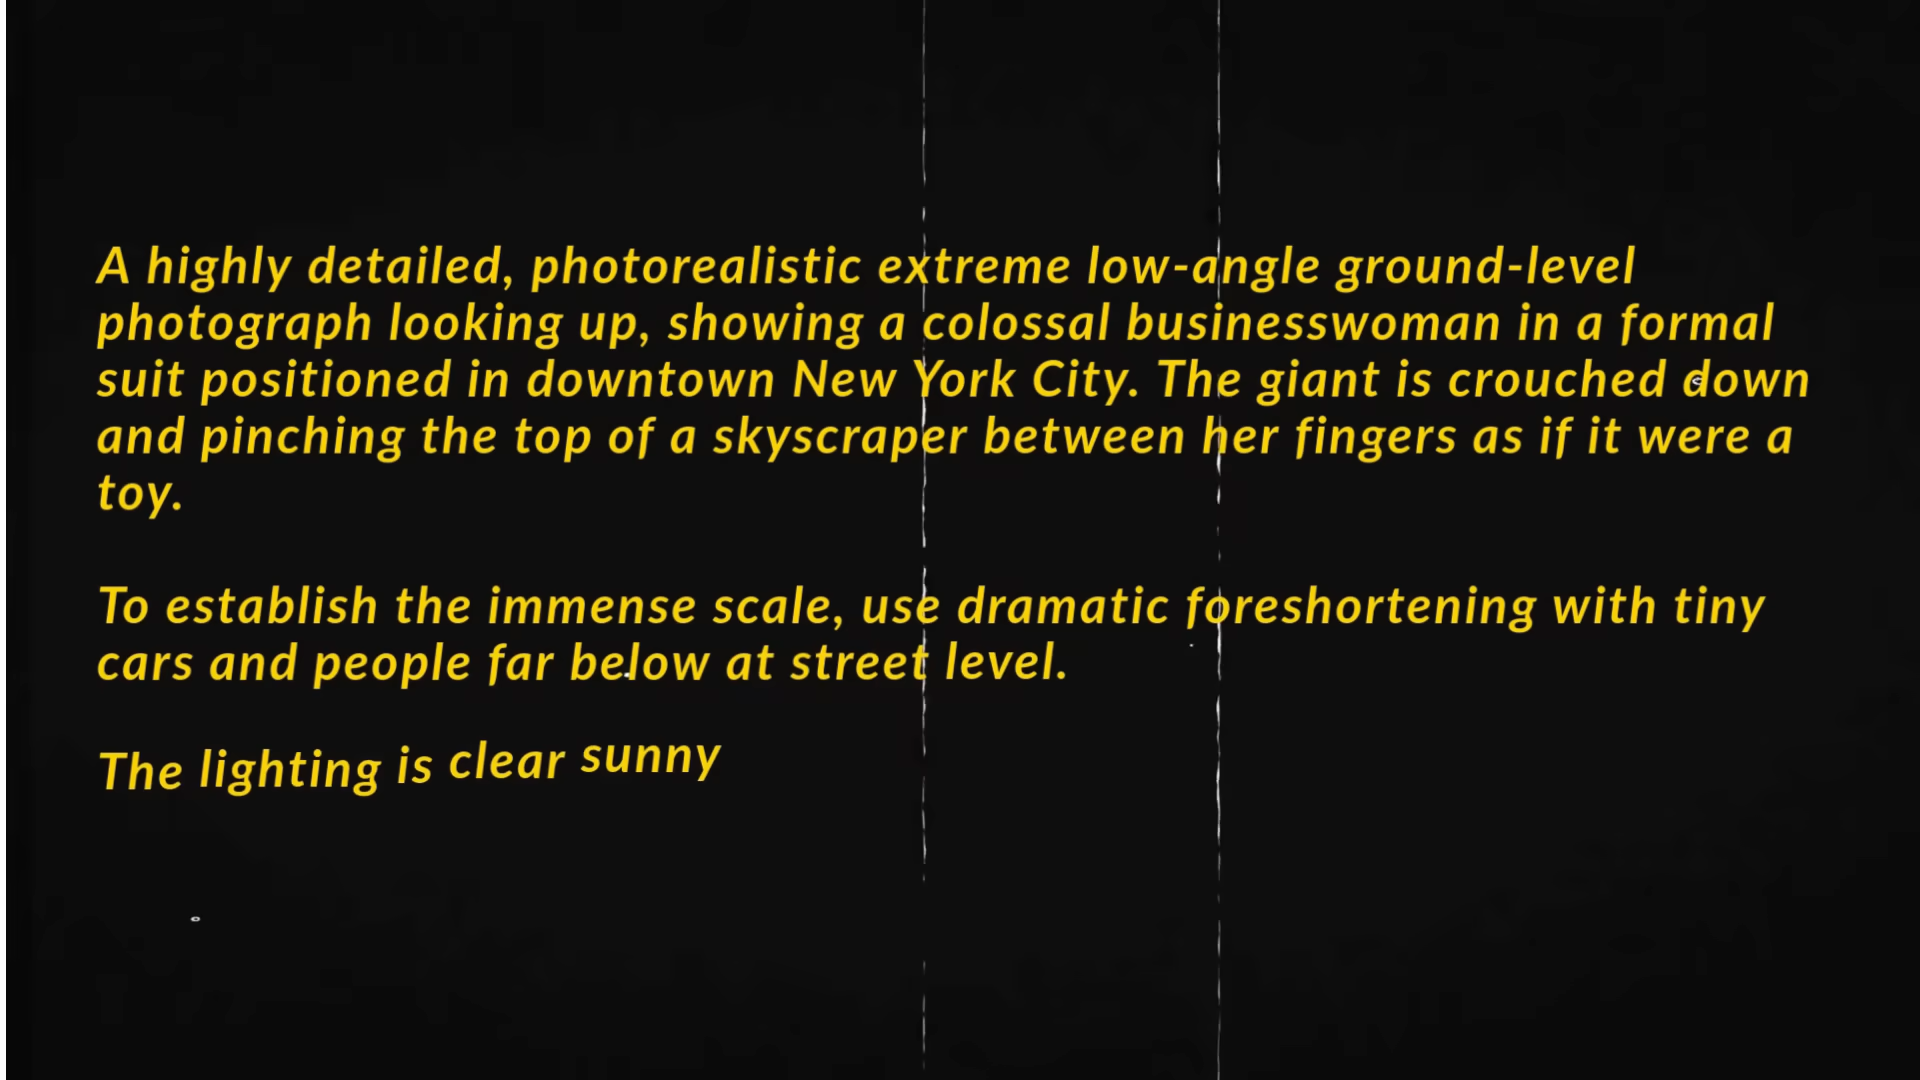 A highly detailed, photorealistic extreme low-angle ground-level
photograph looking up, showing a colossal businesswoman in a formal
suit positioned in downtown New York City. The giant is crouched down
and pinching the top of a skyscraper between her fingers as if it were a
toy.
To establish the immense scale, use dramatic foreshortening with tiny
cars and people far below at street level.
The lighting is clear sunny